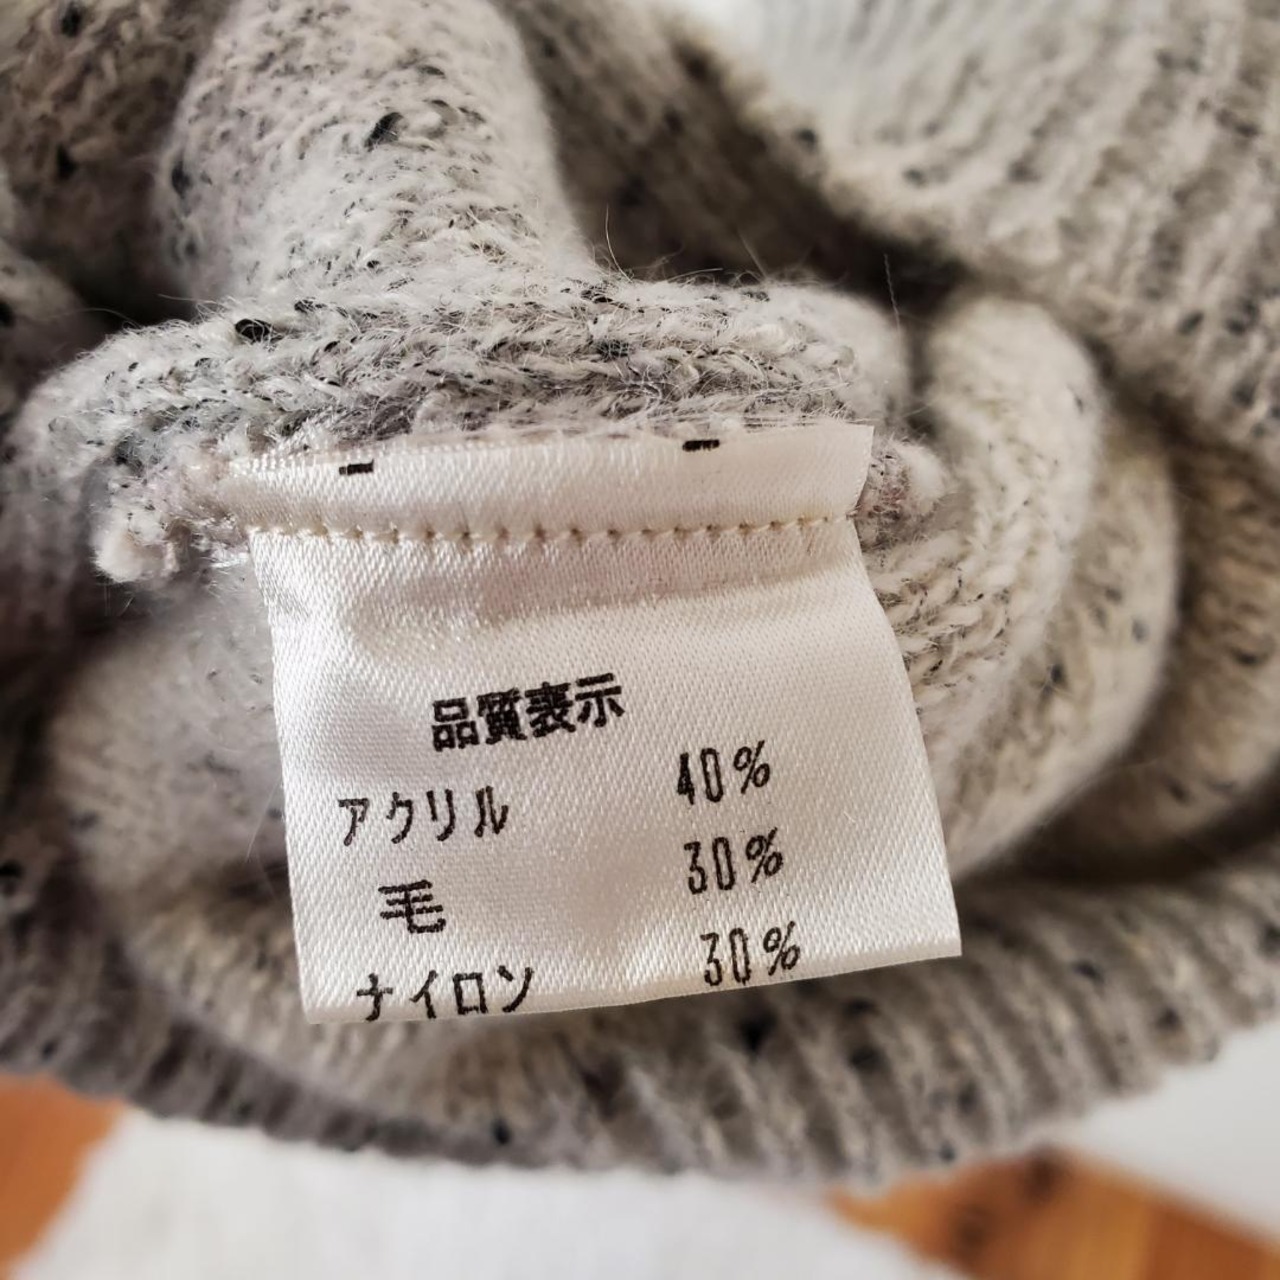 品質表示
アクリル 40%
毛 30%
ナイロン 30%